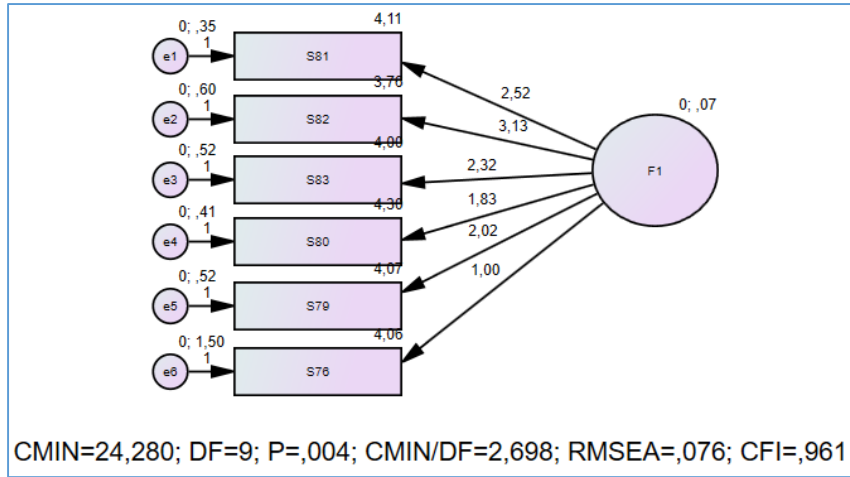 0; ,35
1
e1
4,11
S81
0; ,60
1
e2
3,76
S82
0; ,52
1
e3
4,00
S83
0; ,41
1
e4
4,30
S80
0; ,52
1
e5
4,07
S79
0; 1,50
1
e6
4,06
S76
2,52
3,13
2,32
1,83
2,02
1,00
0; ,07
F1
CMIN=24,280; DF=9; P=,004; CMIN/DF=2,698; RMSEA=,076; CFI=,961